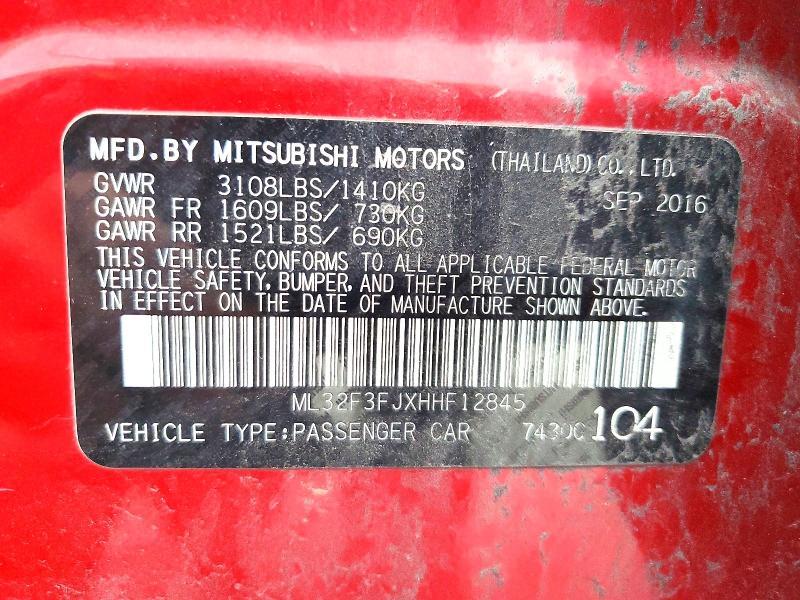 MFD.BY MITSUBISHI MOTORS (THAILAND) CO., LTD.
GVWR 3108LBS/1410KG SEP 2016
GAWR FR 1609LBS/ 730KG
GAWR RR 1521LBS/ 690KG
THIS VEHICLE CONFORMS TO ALL APPLICABLE FEDERAL MOTOR
VEHICLE SAFETY, BUMPER, AND THEFT PREVENTION STANDARDS
IN EFFECT ON THE DATE OF MANUFACTURE SHOWN ABOVE.
ML32F3FJXHHF12845
VEHICLE TYPE:PASSENGER CAR 7430C 104